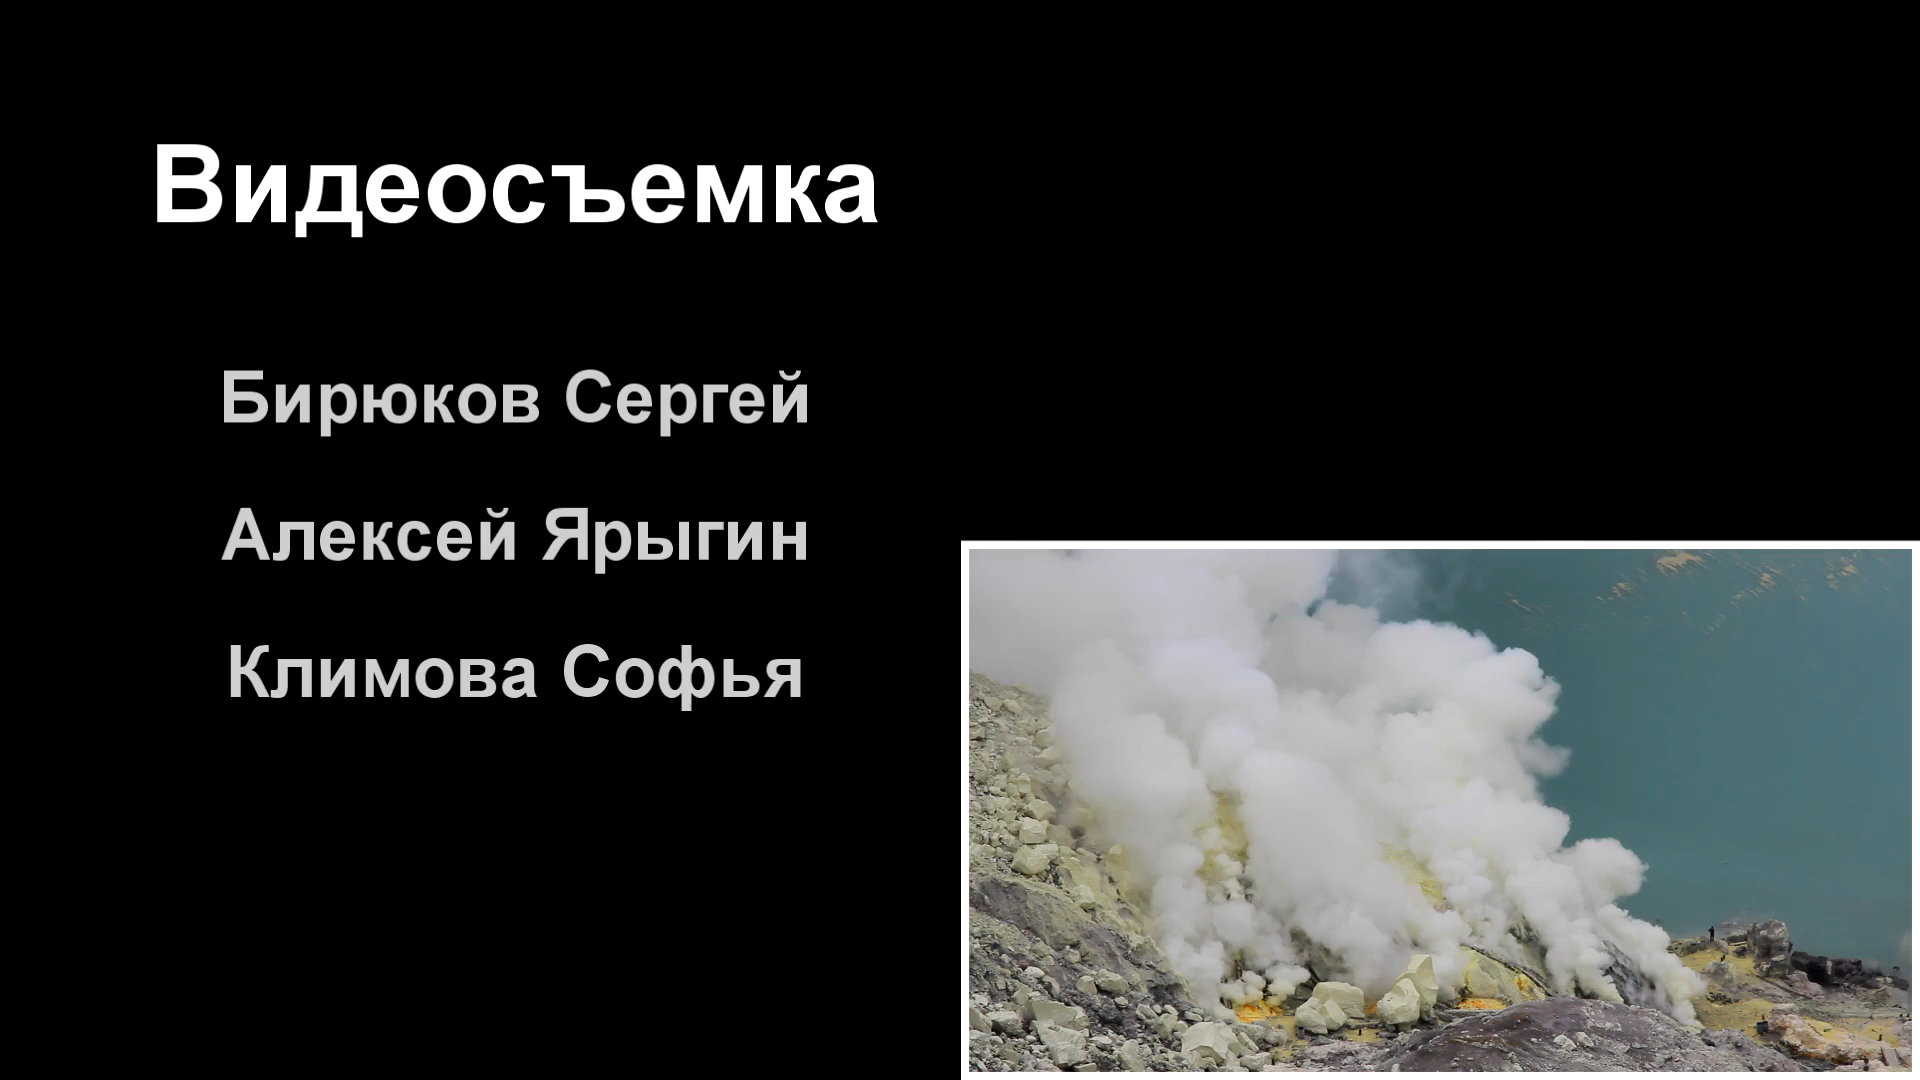 Видеосъемка
Бирюков Сергей
Алексей Ярыгин
Климова Софья